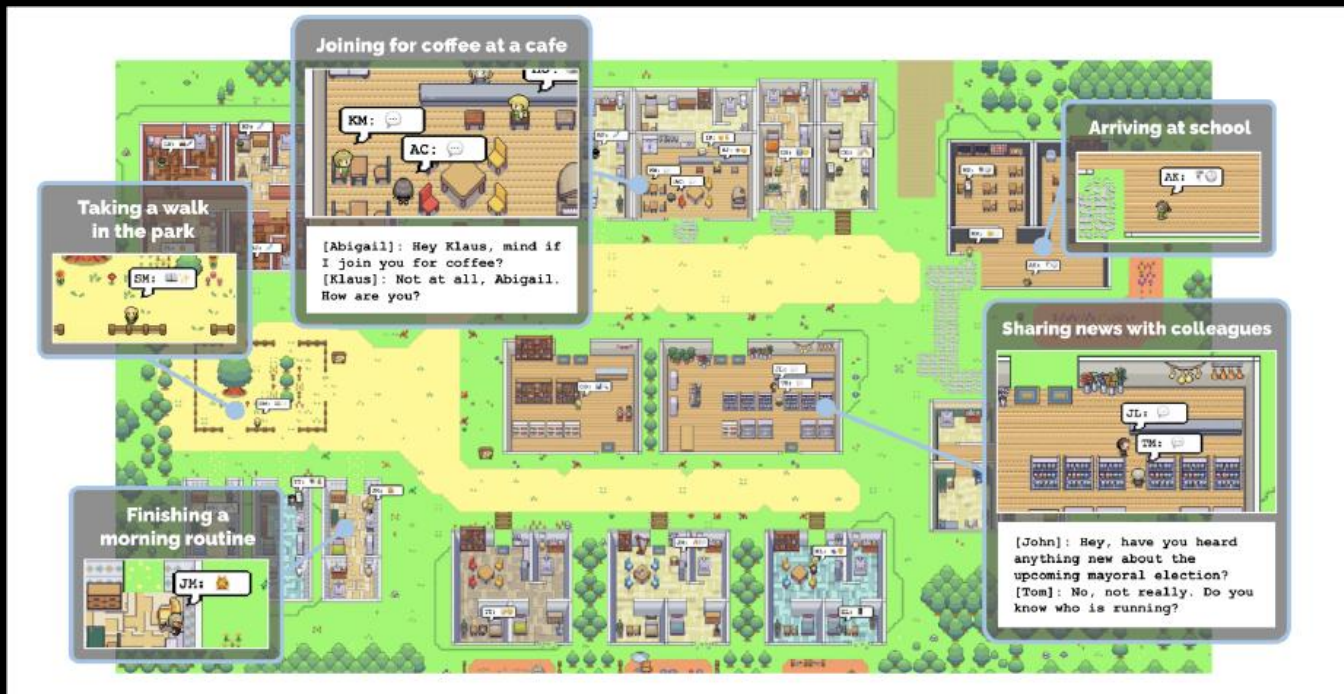 Joining for coffee at a cafe
KM:
AC:
[Abigail]: Hey Klaus, mind if
I join you for coffee?
[Klaus]: Not at all, Abigail.
How are you?
Arriving at school
AK:
Taking a walk
in the park
SM:
Sharing news with colleagues
JL:
TM:
[John]: Hey, have you heard
anything new about the
upcoming mayoral election?
[Tom]: No, not really. Do you
know who is running?
Finishing a
morning routine
JM: